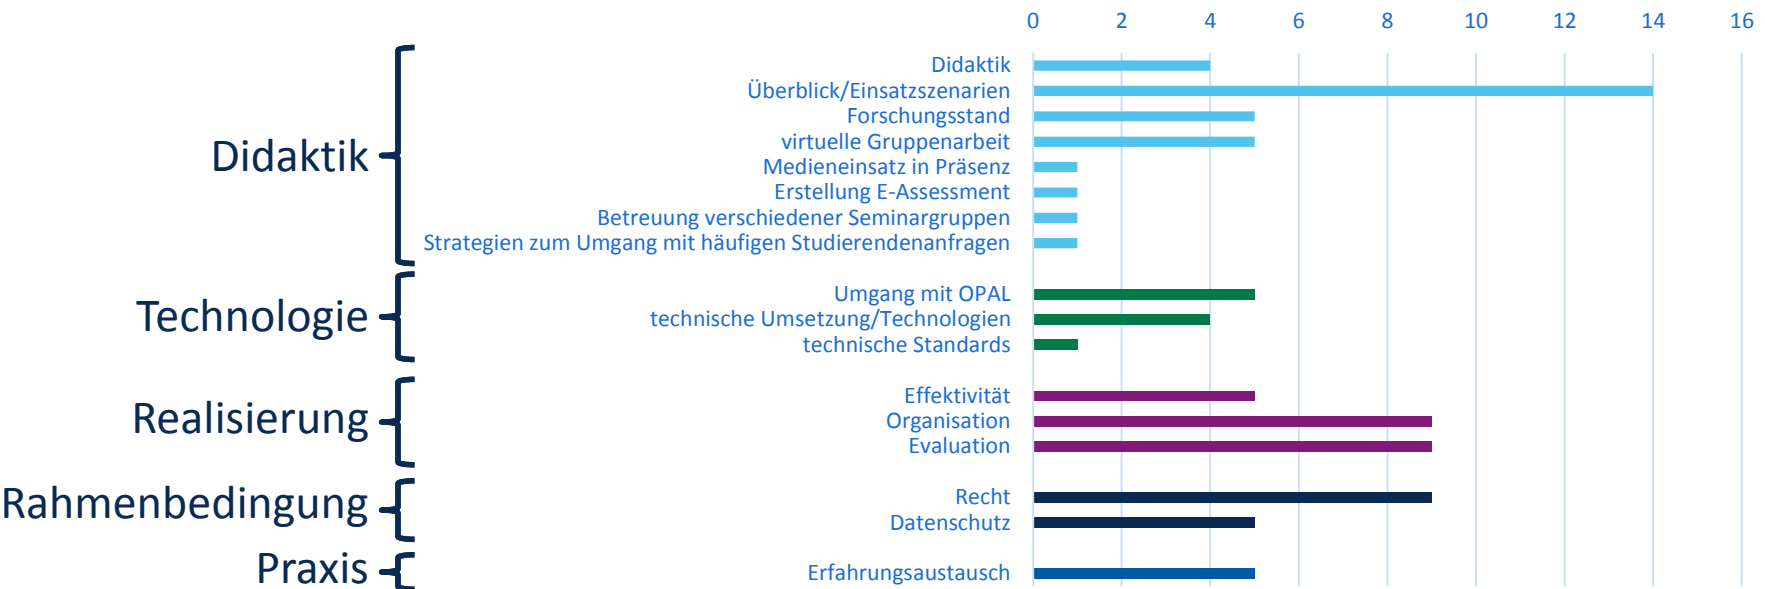 0 2 4 6 8 10 12 14 16
Didaktik
Didaktik
Überblick/Einsatzszenarien
Forschungsstand
virtuelle Gruppenarbeit
Medieneinsatz in Präsenz
Erstellung E-Assessment
Betreuung verschiedener Seminargruppen
Strategien zum Umgang mit häufigen Studierendenanfragen
Technologie
Umgang mit OPAL
technische Umsetzung/Technologien
technische Standards
Realisierung
Effektivität
Organisation
Evaluation
Rahmenbedingung
Recht
Datenschutz
Praxis
Erfahrungsaustausch